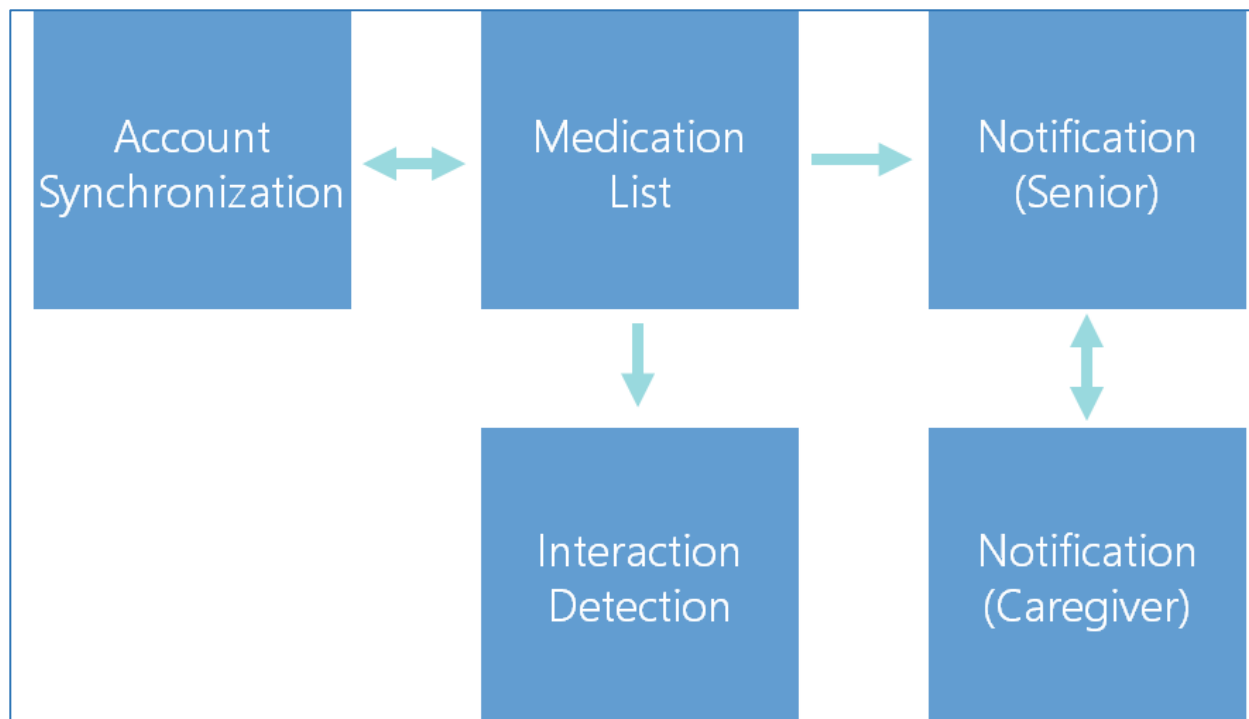 Account
Synchronization
Medication
List
Notification
(Senior)
Interaction
Detection
Notification
(Caregiver)